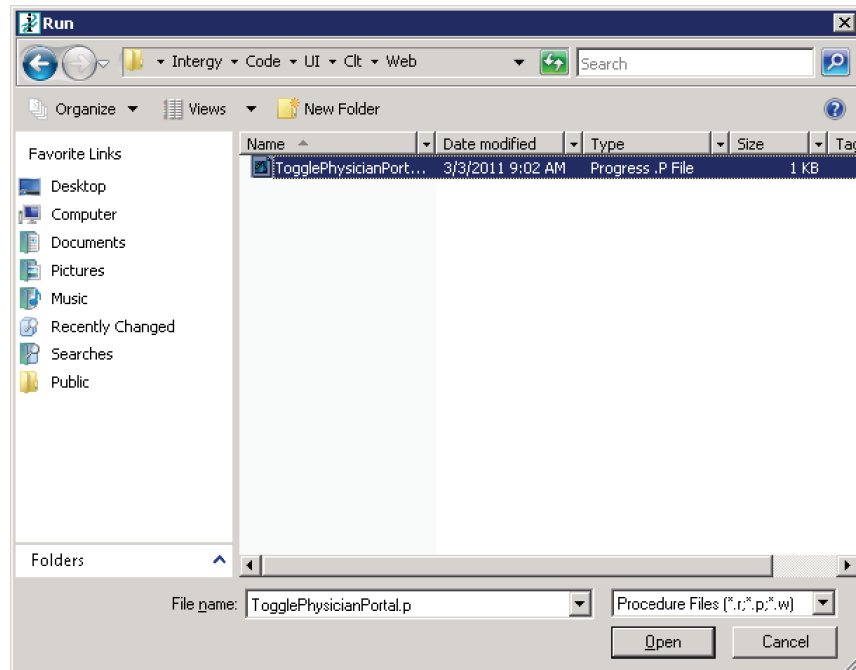 Run
Intergy Code UI Clt Web Search
Organize Views New Folder
Favorite Links
Desktop
Computer
Documents
Pictures
Music
Recently Changed
Searches
Public
Folders
Name Date modified Type Size Tag
TogglePhysicianPort... 3/3/2011 9:02 AM Progress .P File 1 KB
File name: TogglePhysicianPortal.p Procedure Files (*.r;*.p;*.w)
Open Cancel